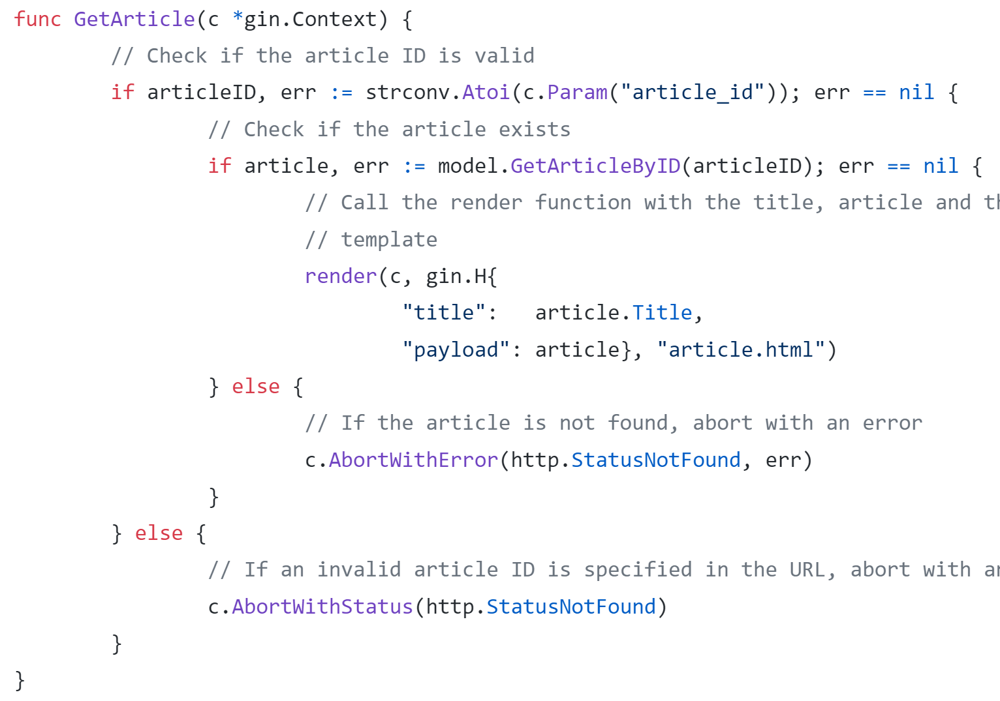 func GetArticle(c *gin.Context) {
// Check if the article ID is valid
if articleID, err := strconv.Atoi(c.Param("article_id")); err == nil {
// Check if the article exists
if article, err := model.GetArticleByID(articleID); err == nil {
// Call the render function with the title, article and
// template
render(c, gin.H{
"title":   article.Title,
"payload": article}, "article.html")
} else {
// If the article is not found, abort with an error
c.AbortWithError(http.StatusNotFound, err)
}
} else {
// If an invalid article ID is specified in the URL, abort with
c.AbortWithStatus(http.StatusNotFound)
}
}